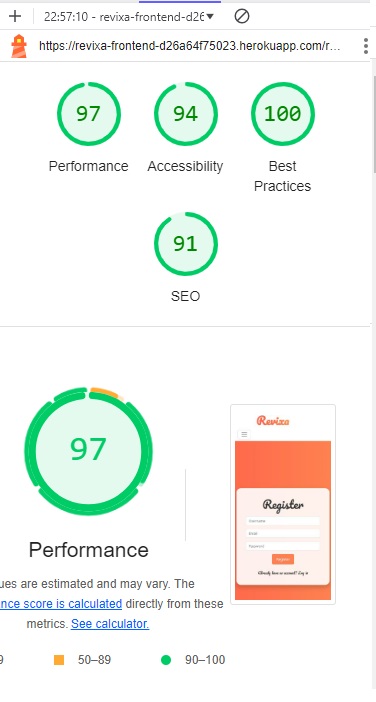 22:57:10 - revixa-frontend-d26
https://revixa-frontend-d26a64f75023.herokuapp.com/r...
97
94
100
Performance
Accessibility
Best
Practices
91
SEO
97
Revixa
Register
Username
Email
Password
Register
Already have an account? Log in
Performance
ues are estimated and may vary. The
nce score is calculated directly from these
metrics. See calculator.
9
50–89
90–100